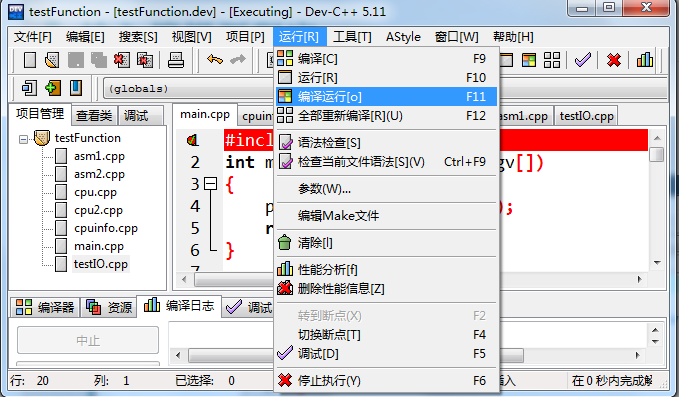 testFunction - [testFunction.dev] - [Executing] - Dev-C++ 5.11
文件[F] 编辑[E] 搜索[S] 视图[V] 项目[P] 运行[R] 工具[T] AStyle 窗口[W] 帮助[H]
编译[C] F9
运行[R] F10
编译运行[o] F11
全部重新编译[R](U) F12
语法检查[S]
检查当前文件语法[S](V) Ctrl+F9
参数(W)...
编辑Make文件
清除[l]
性能分析[f]
删除性能信息[Z]
转到断点(X) F2
切换断点[T] F4
调试[D] F5
停止执行(Y) F6
(globals)
项目管理 查看类 调试
testFunction
asm1.cpp
asm2.cpp
cpu.cpp
cpu2.cpp
cpuinfo.cpp
main.cpp
testIO.cpp
main.cpp cpuin asm1.cpp testIO.cpp
1 #incl
2 int m gv[])
3 {
4 p );
5 r
6 }
7
编译器 资源 编译日志 调试
中止
行: 20 列: 1 已选择: 0 插入 在 0 秒内完成解